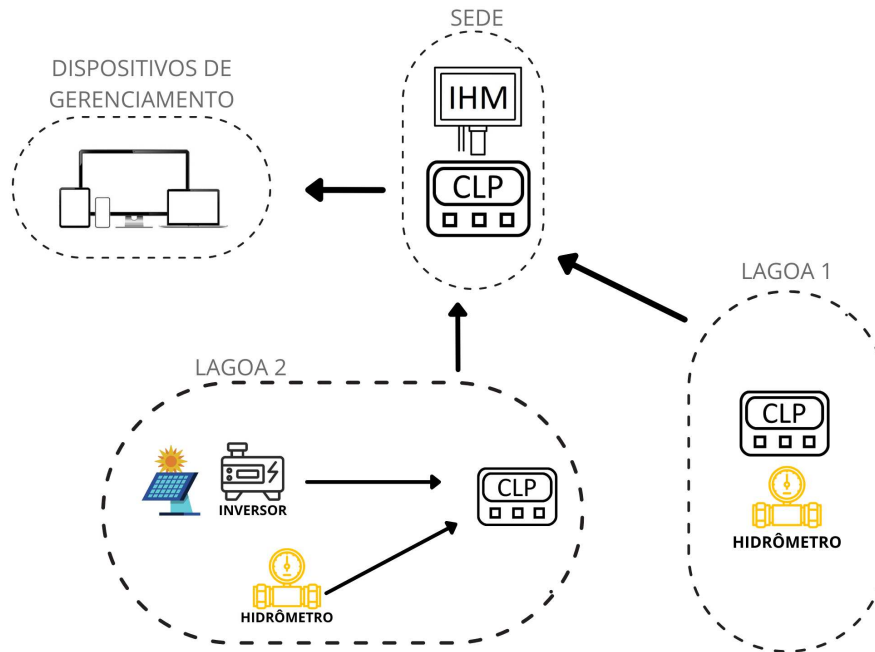 SEDE
DISPOSITIVOS DE
GERENCIAMENTO
IHM
CLP
LAGOA 1
CLP
HIDRÔMETRO
LAGOA 2
INVERSOR
CLP
HIDRÔMETRO